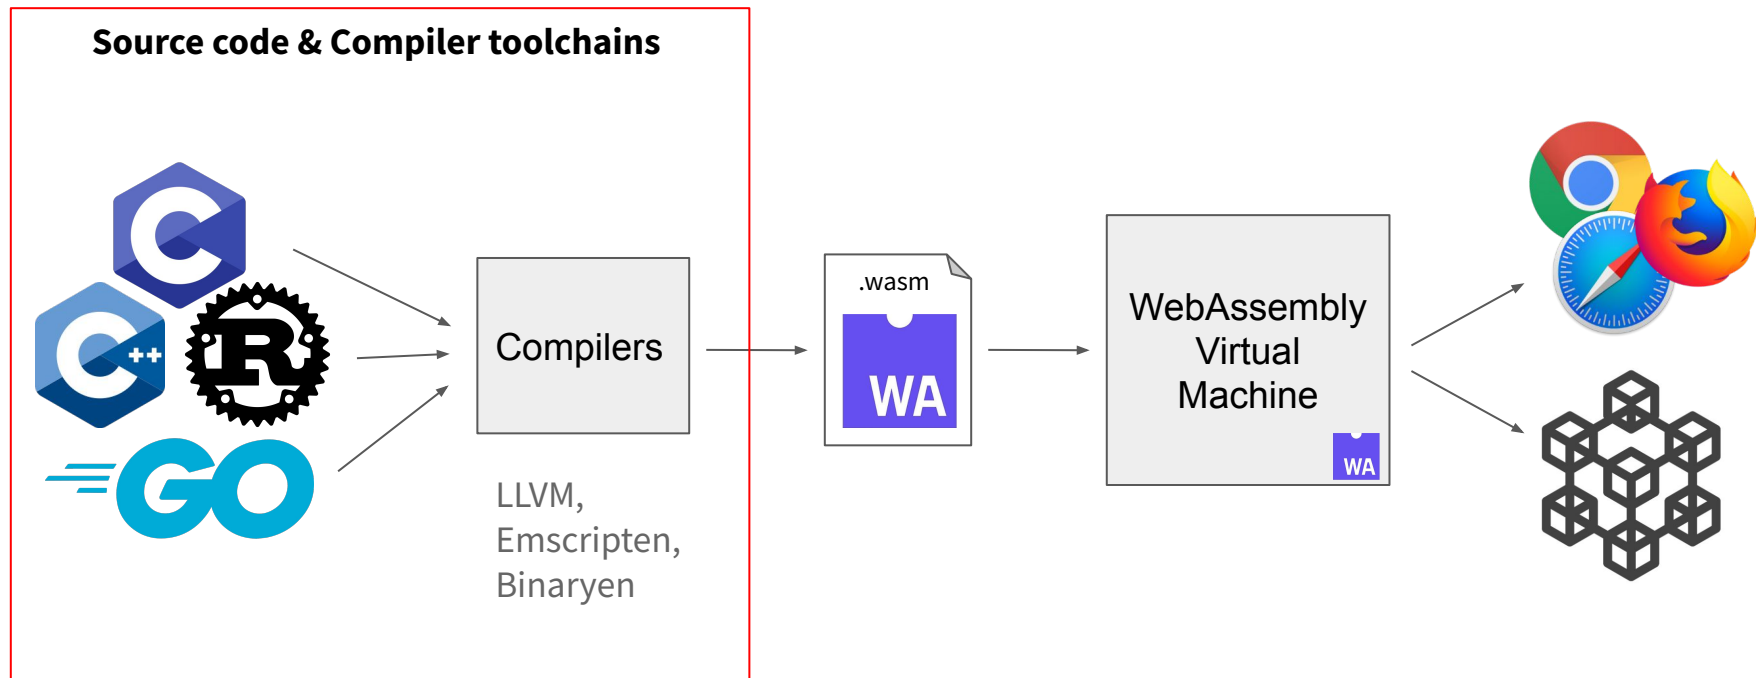 Source code & Compiler toolchains
C
C++
R
GO
Compilers
LLVM,
Emscripten,
Binaryen
.wasm
WA
WebAssembly
Virtual
Machine
WA